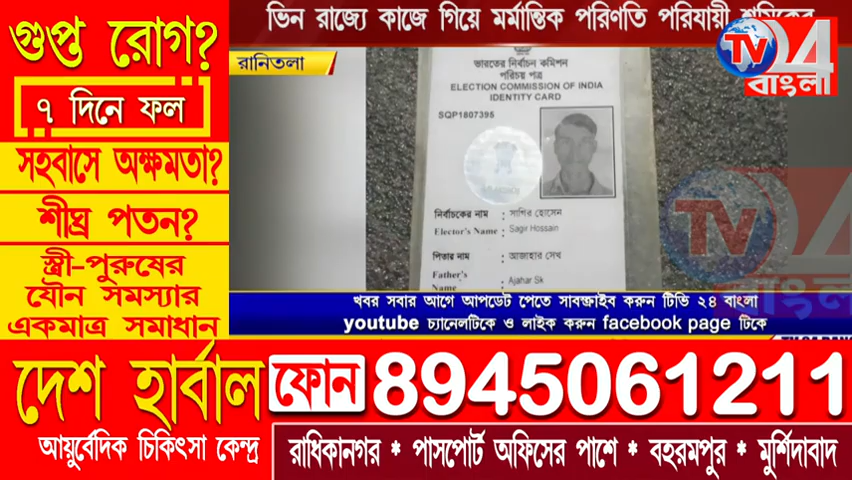 ভিন রাজ্যে কাজে গিয়ে মর্মান্তিক পরিণতি পরিযায়ী শ্রমিকের
TV 24
বাংলা
গুপ্ত রোগ?
৭ দিনে ফল
সহবাসে অক্ষমতা?
শীঘ্র পতন?
স্ত্রী-পুরুষের
যৌন সমস্যার
একমাত্র সমাধান
রানিতলা
ভারতের নির্বাচন কমিশন
পরিচয় পত্র
ELECTION COMMISSION OF INDIA
IDENTITY CARD
SQP1807395
নির্বাচকের নাম : সাগির হোসেন
Elector's Name : Sagir Hossain
পিতার নাম : আজাহার সেখ
Father's
Name : Ajahar Sk
TV 24
বাংলা
খবর সবার আগে আপডেট পেতে সাবস্ক্রাইব করুন টিভি ২৪ বাংলা
youtube চ্যানেলটিকে ও লাইক করুন facebook page টিকে
দেশ হার্বাল
আয়ুর্বেদিক চিকিৎসা কেন্দ্র
ফোন 8945061211
রাধিকানগর * পাসপোর্ট অফিসের পাশে * বহরমপুর * মুর্শিদাবাদ